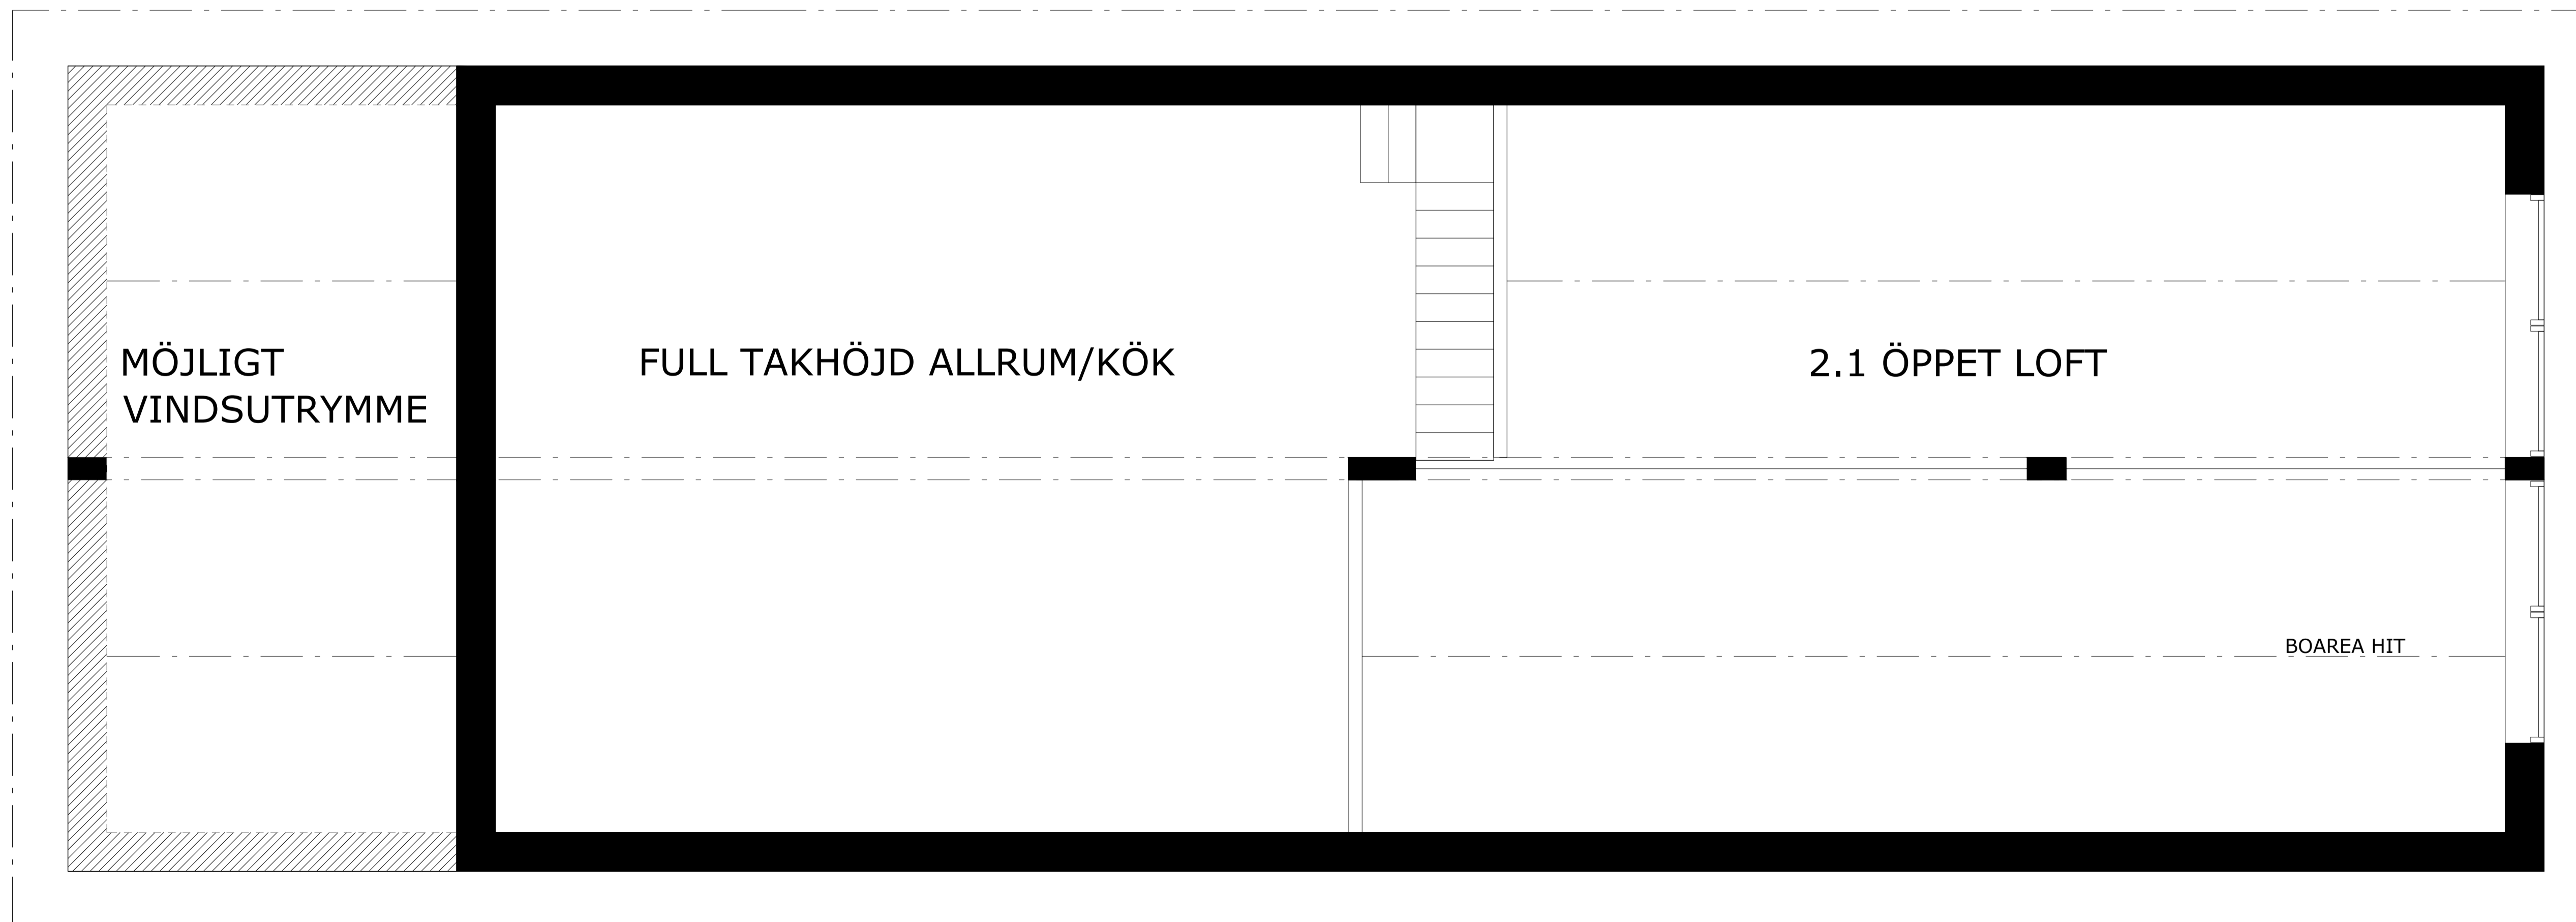 MÖJLIGT
VINDSUTRYMME
FULL TAKHÖJD ALLRUM/KÖK
2.1 ÖPPET LOFT
BOAREA HIT